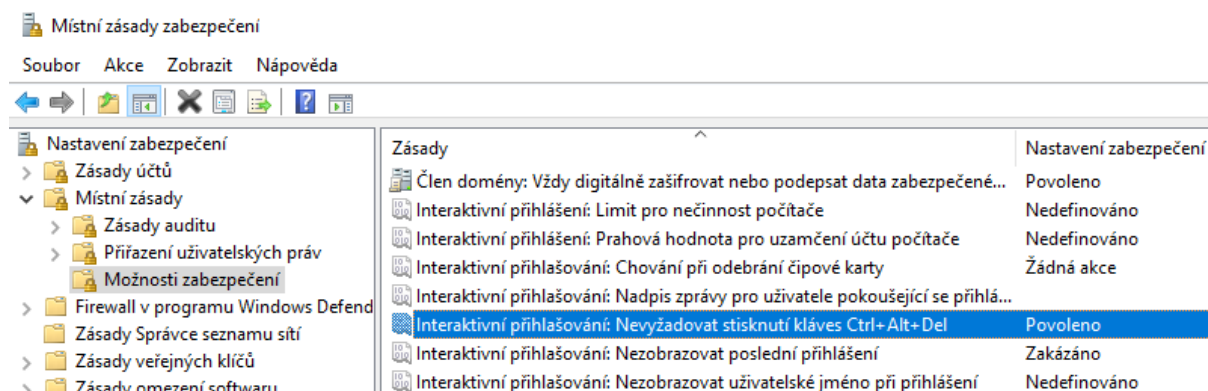 Místní zásady zabezpečení
Soubor Akce Zobrazit Nápověda
Nastavení zabezpečení
Zásady účtů
Místní zásady
Zásady auditu
Přiřazení uživatelských práv
Možnosti zabezpečení
Firewall v programu Windows Defend
Zásady Správce seznamu sítí
Zásady veřejných klíčů
Zásady omezení softwaru
Zásady Nastavení zabezpečení
Člen domény: Vždy digitálně zašifrovat nebo podepsat data zabezpečené... Povoleno
Interaktivní přihlášení: Limit pro nečinnost počítače Nedefinováno
Interaktivní přihlášení: Prahová hodnota pro uzamčení účtu počítače Nedefinováno
Interaktivní přihlašování: Chování při odebrání čipové karty Žádná akce
Interaktivní přihlašování: Nadpis zprávy pro uživatele pokoušející se přihlá...
Interaktivní přihlašování: Nevyžadovat stisknutí kláves Ctrl+Alt+Del Povoleno
Interaktivní přihlašování: Nezobrazovat poslední přihlášení Zakázáno
Interaktivní přihlašování: Nezobrazovat uživatelské jméno při přihlášení Nedefinováno